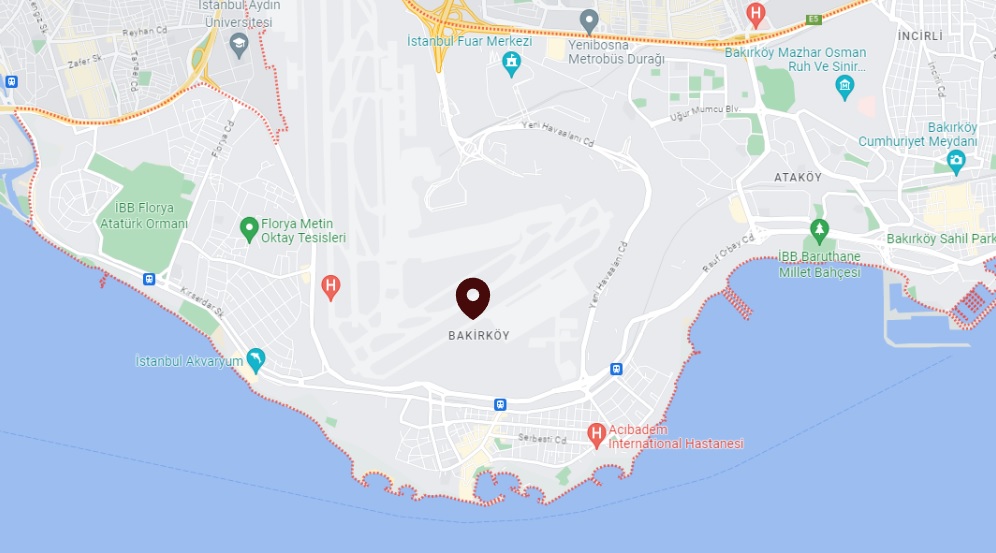 İstanbul Aydın
Üniversitesi
E5
Reyhan Cd
İstanbul Fuar Merkezi
Yenibosna
Metrobüs Durağı
Bakırköy Mazhar Osman
Ruh Ve Sinir...
İNCİRLİ
Zafer Sk
İncirli Cd
Uğur Mumcu Blv.
Florya Cd
Yeni Havaalanı Cd
Bakırköy
Cumhuriyet Meydanı
ATAKÖY
İBB Florya
Atatürk Ormanı
Florya Metin
Oktay Tesisleri
H
Rauf Orbay Cd
Bakırköy Sahil Park
İBB Baruthane
Millet Bahçesi
Yeni Havaalanı Cd
H
BAKIRKÖY
İstanbul Akvaryum
H
Acıbadem
International Hastanesi
Serbesti Cd